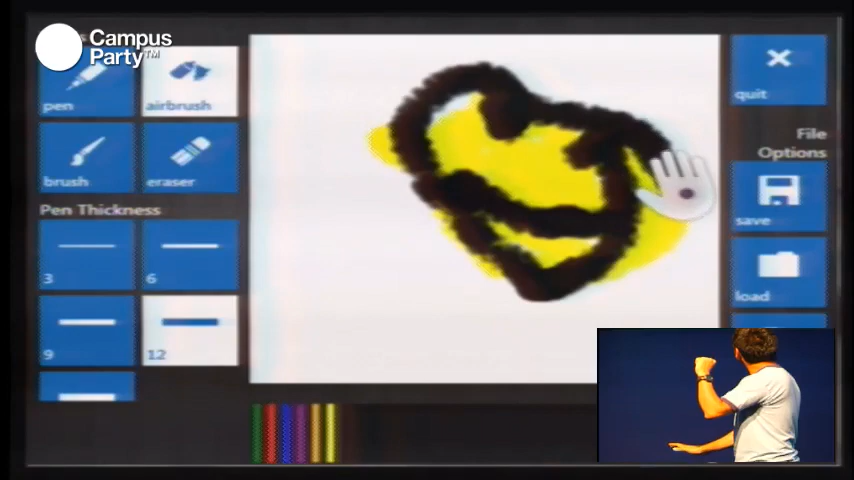 Campus
Party™
pen
airbrush
quit
File
Options
brush
eraser
Pen Thickness
save
3
6
load
9
12